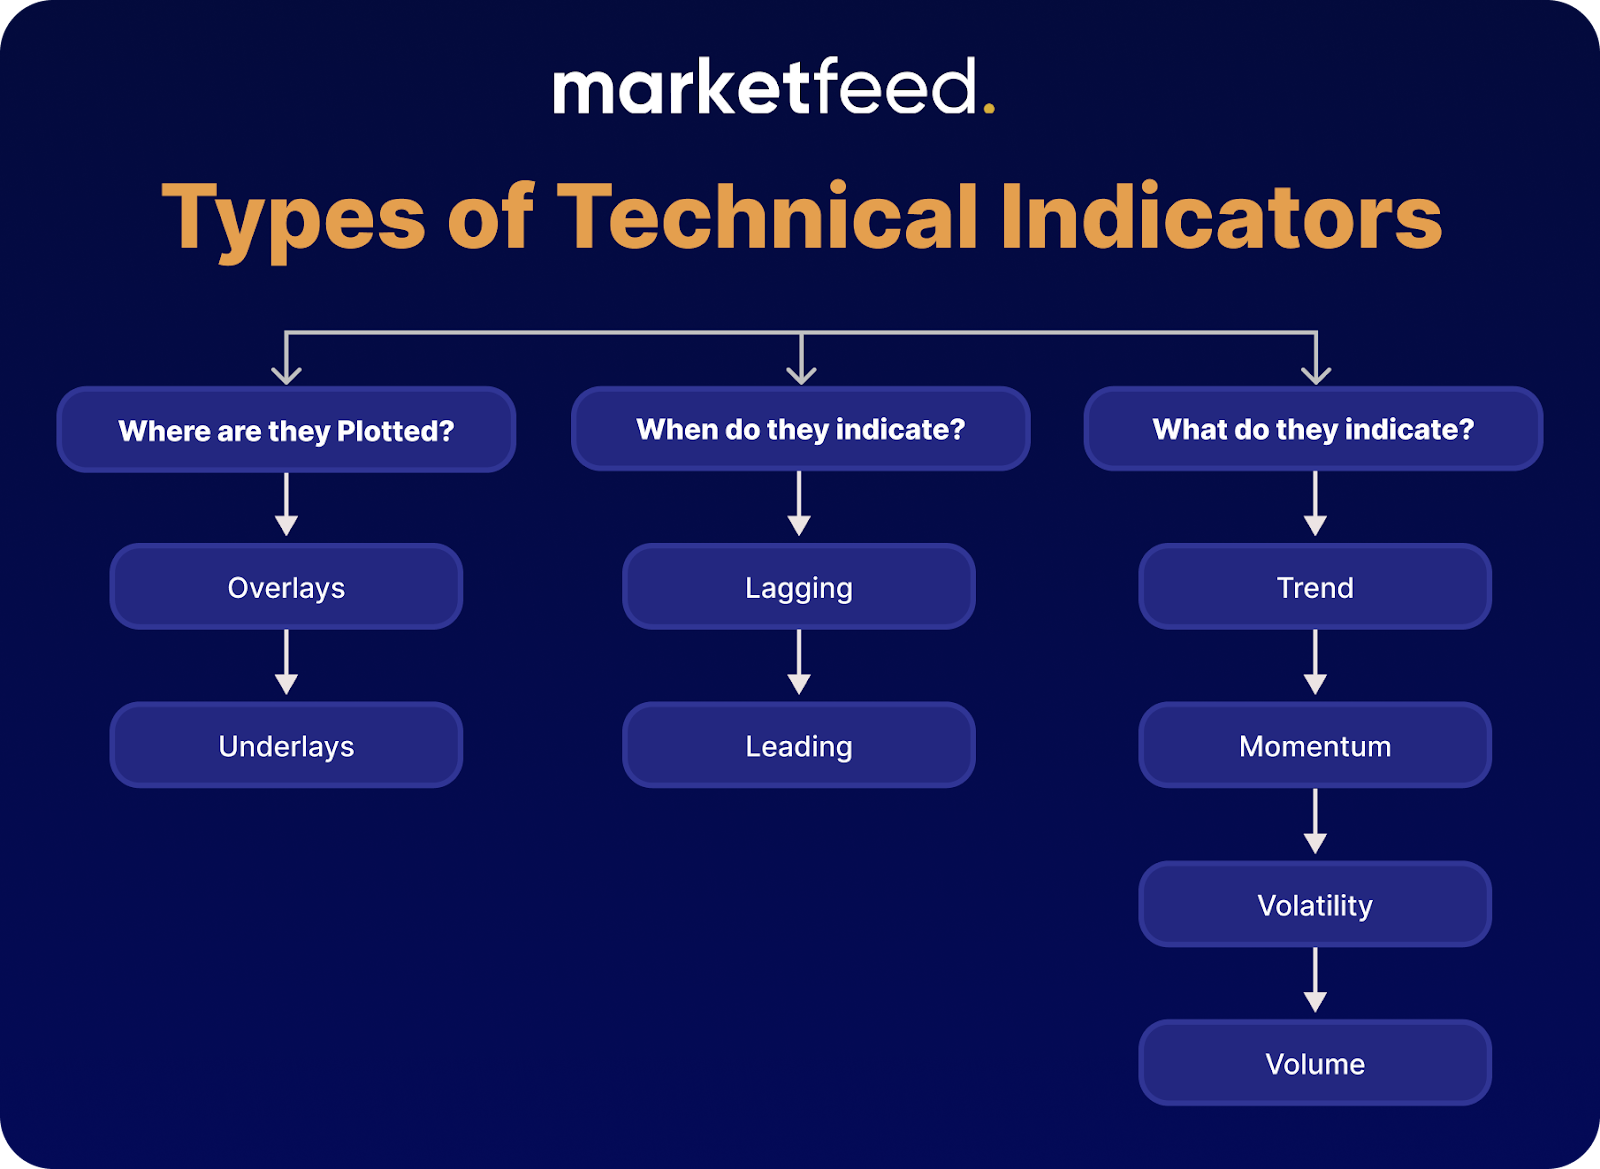 marketfeed.
Types of Technical Indicators
Where are they Plotted?
Overlays
Underlays
When do they indicate?
Lagging
Leading
What do they indicate?
Trend
Momentum
Volatility
Volume